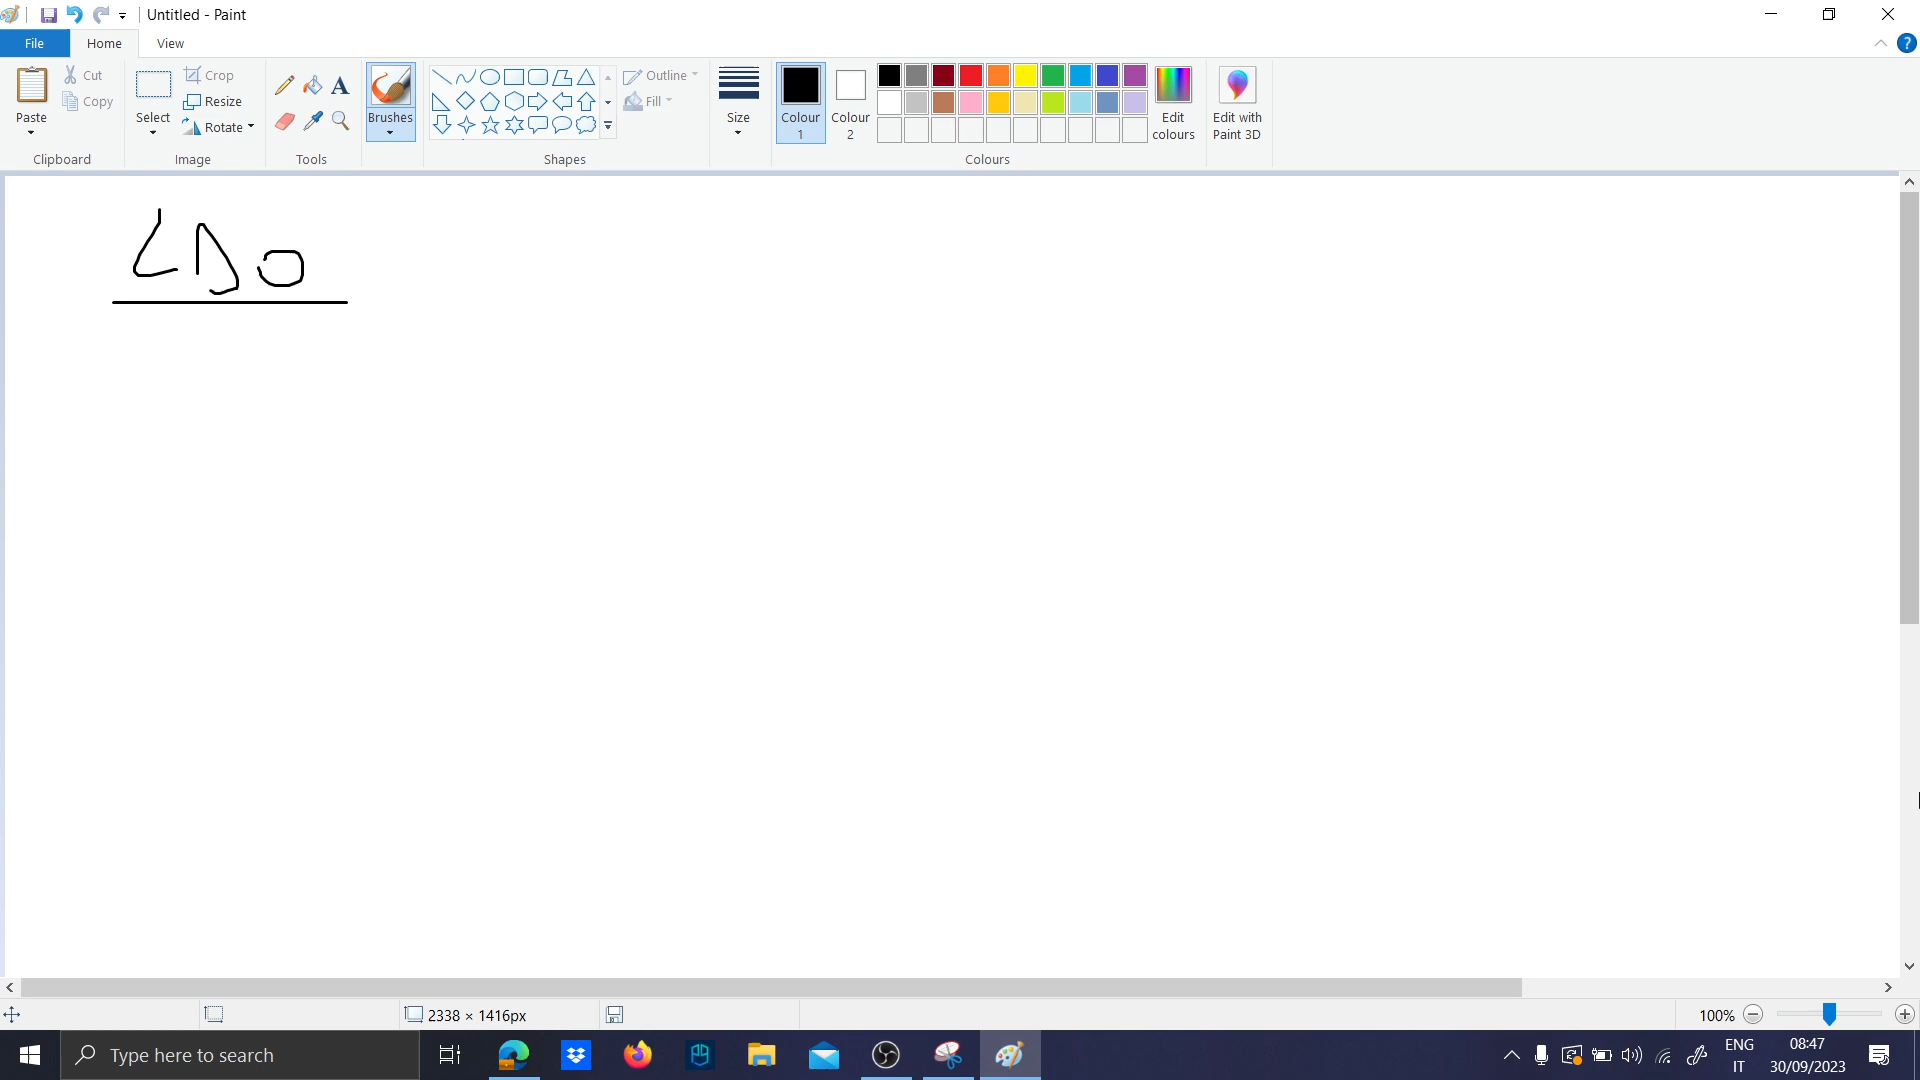 Untitled - Paint
File
Home
View
Paste
Cut
Copy
Clipboard
Select
Crop
Resize
Rotate
Image
Tools
Brushes
Shapes
Outline
Fill
Size
Colour 1
Colour 2
Colours
Edit colours
Edit with Paint 3D
LDo
2338 × 1416px
100%
Type here to search
ENG
IT
08:47
30/09/2023